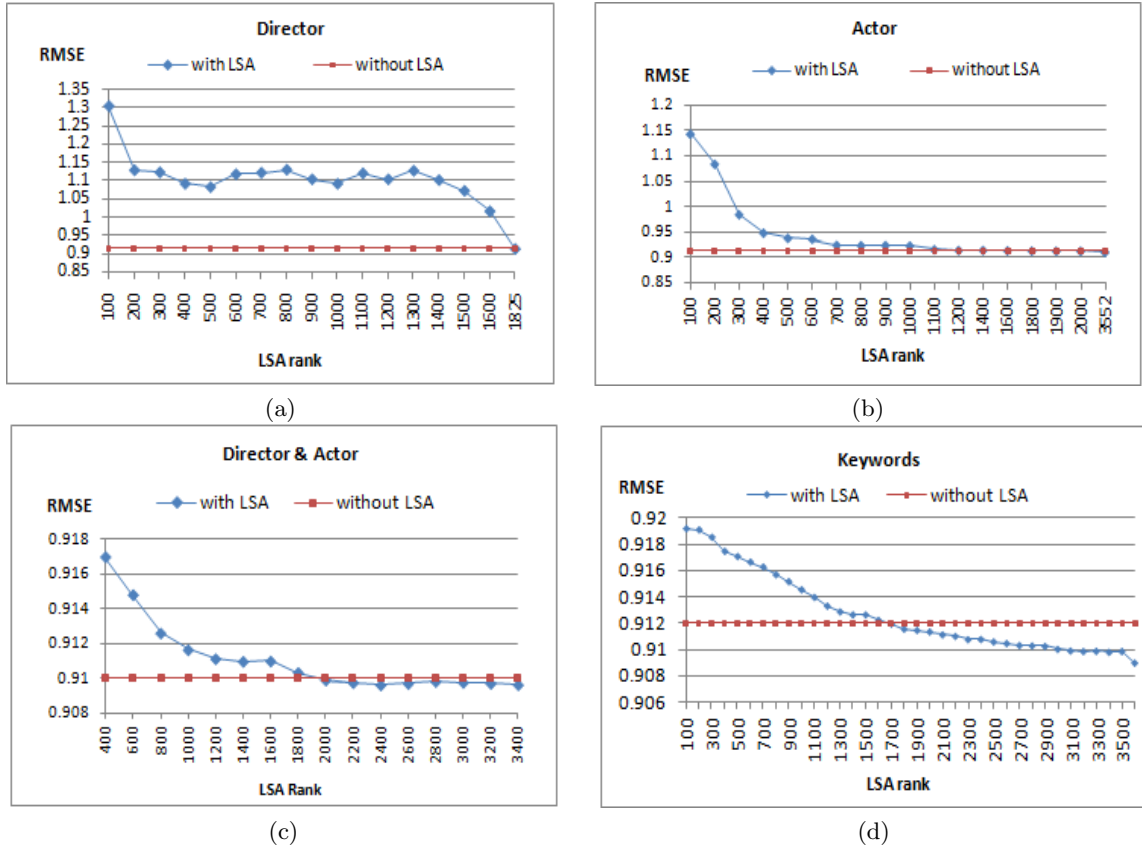 Director
RMSE
with LSA without LSA
1.35
1.3
1.25
1.2
1.15
1.1
1.05
1
0.95
0.9
0.85
100 200 300 400 500 600 700 800 900 1000 1100 1200 1300 1400 1500 1600 1825
LSA rank
(a)
Actor
RMSE
with LSA without LSA
1.2
1.15
1.1
1.05
1
0.95
0.9
0.85
100 200 300 400 500 600 700 800 900 1000 1100 1200 1400 1600 1800 1900 2000 3552
LSA rank
(b)
Director & Actor
RMSE
with LSA without LSA
0.918
0.916
0.914
0.912
0.91
0.908
400 600 800 1000 1200 1400 1600 1800 2000 2200 2400 2600 2800 3000 3200 3400
LSA Rank
(c)
Keywords
RMSE
with LSA without LSA
0.92
0.918
0.916
0.914
0.912
0.91
0.908
0.906
100 300 500 700 900 1100 1300 1500 1700 1900 2100 2300 2500 2700 2900 3100 3300 3500
LSA rank
(d)